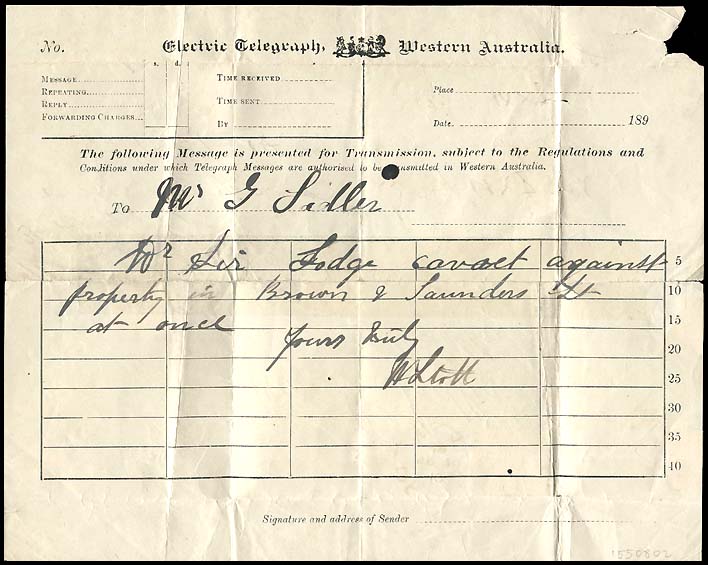 No. Electric Telegraph, Western Australia.
s. d.
MESSAGE
REPEATING
REPLY
FORWARDING CHARGES
TIME RECEIVED
TIME SENT
BY
Place
Date 189
The following Message is presented for Transmission, subject to the Regulations and
Conditions under which Telegraph Messages are authorised to be transmitted in Western Australia.
To Mr G Sidler
Dr Sir Lodge caveat against 5
property in Brown & Saunders St 10
at once 15
Yours truly 20
W Stott 25
30
35
40
Signature and address of Sender
1550802